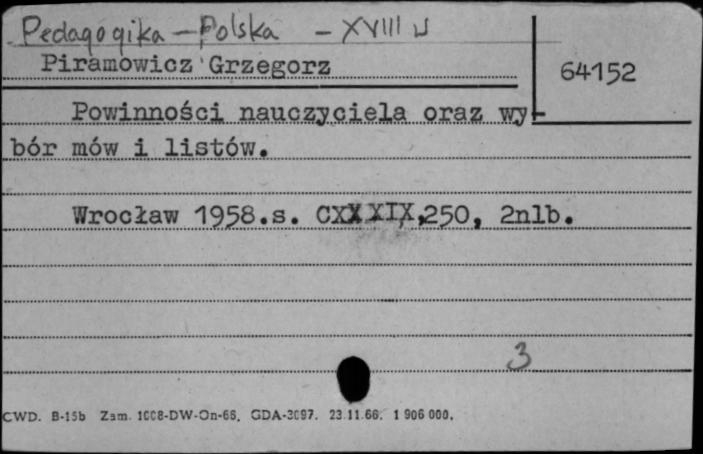 Pedagogika - Polska - XVIII w
Piramowicz Grzegorz
64152
Powinności nauczyciela oraz wy-
bór mów i listów.
Wrocław 1958.s. CXXXIX,250, 2nlb.
3
CWD. B-15b Zam. 1008-DW-On-66. GDA-3097. 23.11.66. 1 906 000.